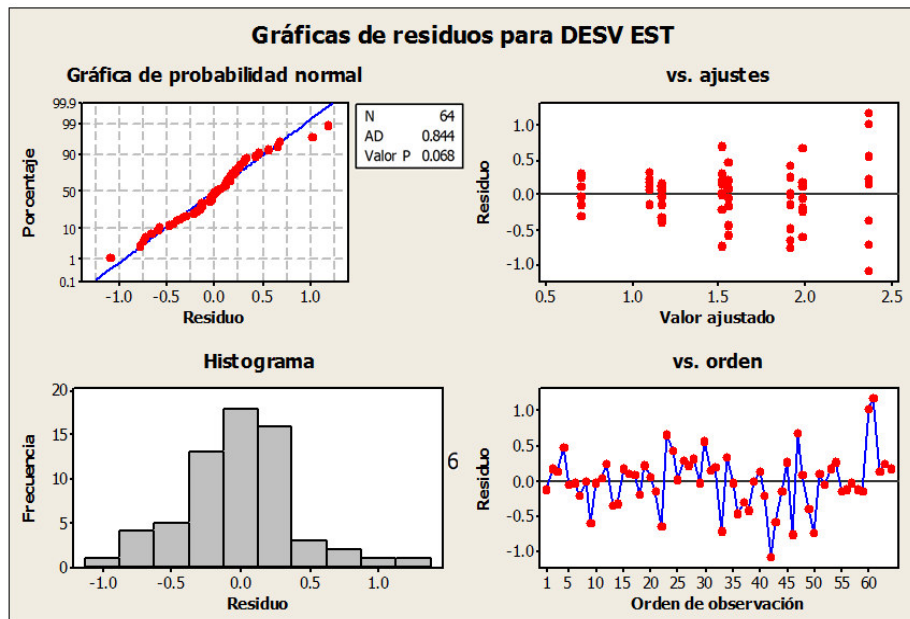 Gráficas de residuos para DESV EST
Gráfica de probabilidad normal
99.9
99
90
50
10
1
0.1
Porcentaje
-1.0 -0.5 0.0 0.5 1.0
Residuo
N 64
AD 0.844
Valor P 0.068
vs. ajustes
1.0
0.5
0.0
-0.5
-1.0
Residuo
0.5 1.0 1.5 2.0 2.5
Valor ajustado
Histograma
20
15
10
5
0
Frecuencia
-1.0 -0.5 0.0 0.5 1.0
Residuo
6
vs. orden
1.0
0.5
0.0
-0.5
-1.0
Residuo
1 5 10 15 20 25 30 35 40 45 50 55 60
Orden de observación